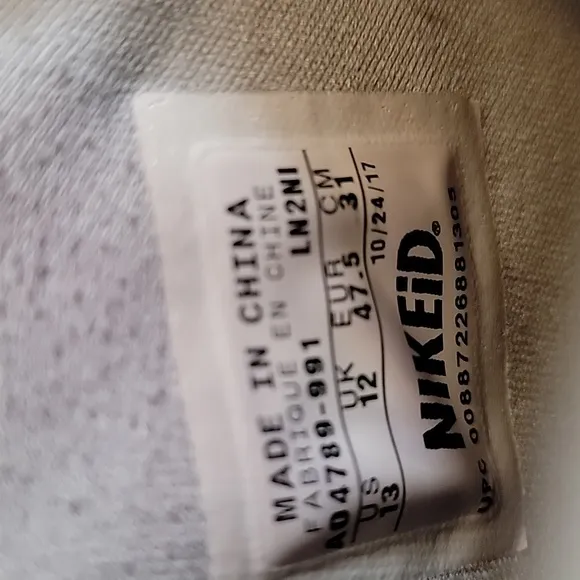 MADE IN CHINA
FABRIQUE EN CHINE
AO4789-991 LN2NI
US UK EUR CM
13 12 47.5 31
10/24/17
NIKEiD®
UPC 00887226881305